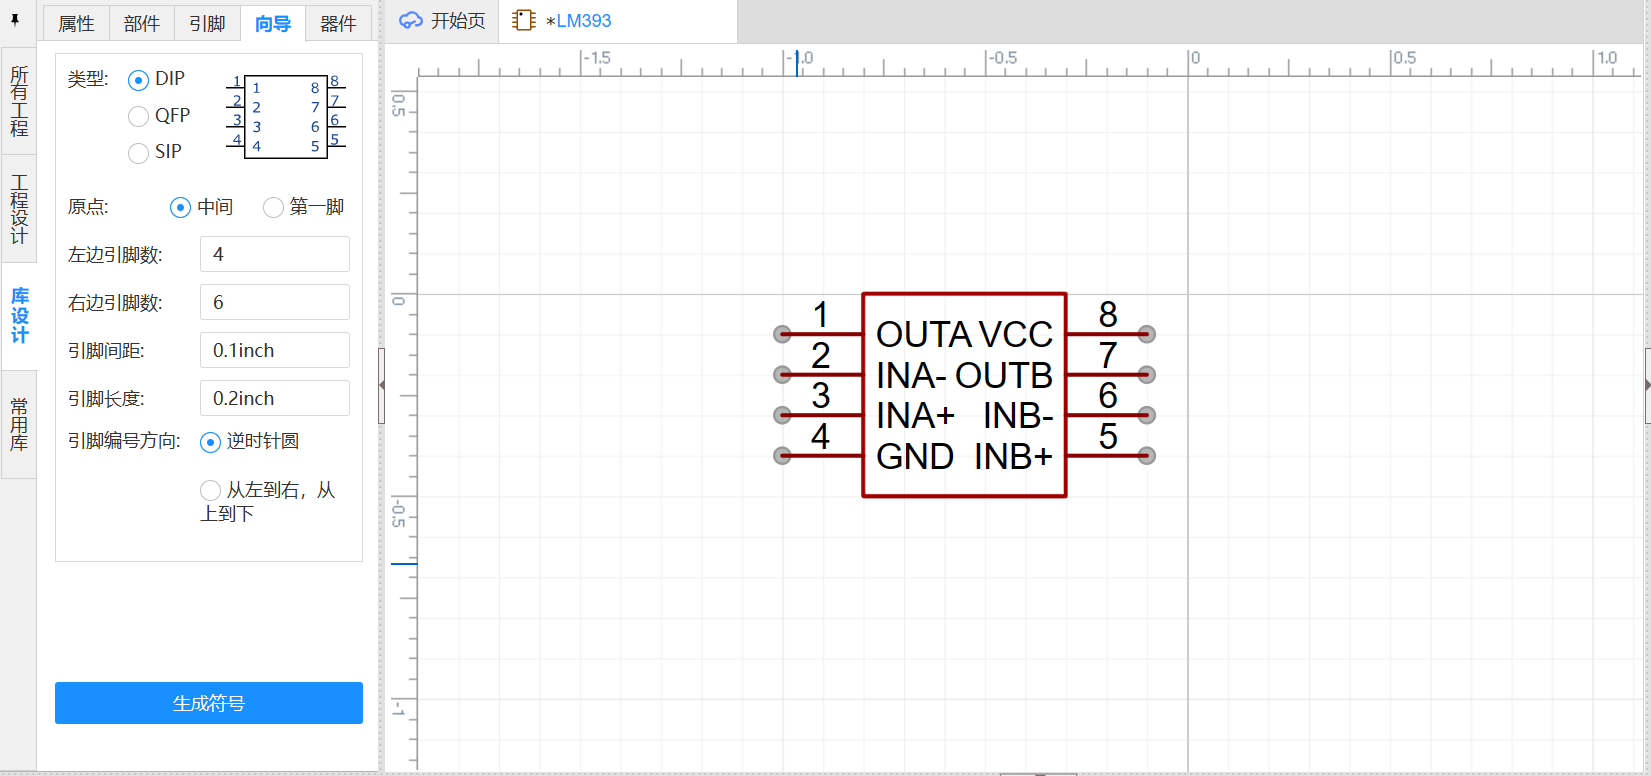 属性 部件 引脚 向导 器件
开始页
*LM393
所有工程
工程设计
库设计
常用库
类型:
DIP
QFP
SIP
1 1 8 8
2 2 7 7
3 3 6 6
4 4 5 5
原点:
中间 第一脚
左边引脚数: 4
右边引脚数: 6
引脚间距: 0.1inch
引脚长度: 0.2inch
引脚编号方向: 逆时针圆
从左到右，从
上到下
生成符号
-1.5 -1.0 -0.5 0 0.5 1.0
0.5
0
-0.5
-1
1 OUTA VCC 8
2 INA- OUTB 7
3 INA+ INB- 6
4 GND INB+ 5